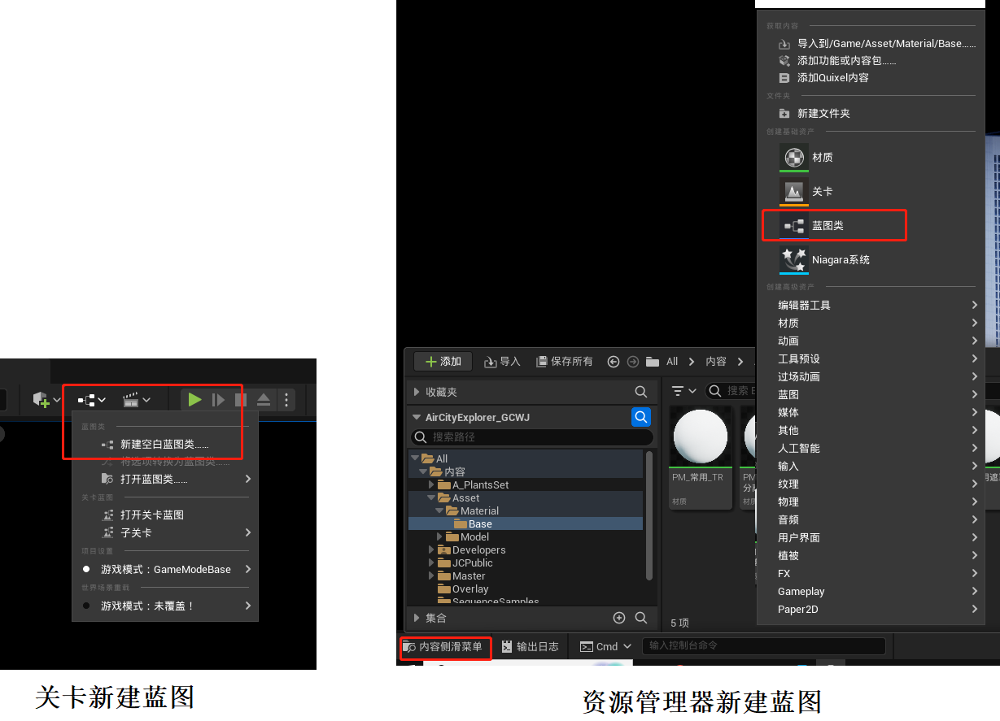 蓝图类
新建空白蓝图类……
将选项转换为蓝图类……
打开蓝图类……
关卡蓝图
打开关卡蓝图
子关卡
项目设置
游戏模式：GameModeBase
世界场景重载
游戏模式：未覆盖！
关卡新建蓝图
获取内容
导入到/Game/Asset/Material/Base……
添加功能或内容包……
添加Quixel内容
文件夹
新建文件夹
创建基础资产
材质
关卡
蓝图类
Niagara系统
创建高级资产
编辑器工具
材质
动画
工具预设
过场动画
蓝图
媒体
其他
人工智能
输入
纹理
物理
音频
用户界面
植被
FX
Gameplay
Paper2D
添加 导入 保存所有 All 内容
收藏夹
搜索 E
AirCityExplorer_GCWJ
搜索路径
All
内容
A_PlantsSet
Asset
Material
Base
Model
Developers
JCPublic
Master
Overlay
SequenceSamples
集合
PM_常用_TR
材质
5 项
内容侧滑菜单 输出日志 Cmd 输入控制台命令
资源管理器新建蓝图